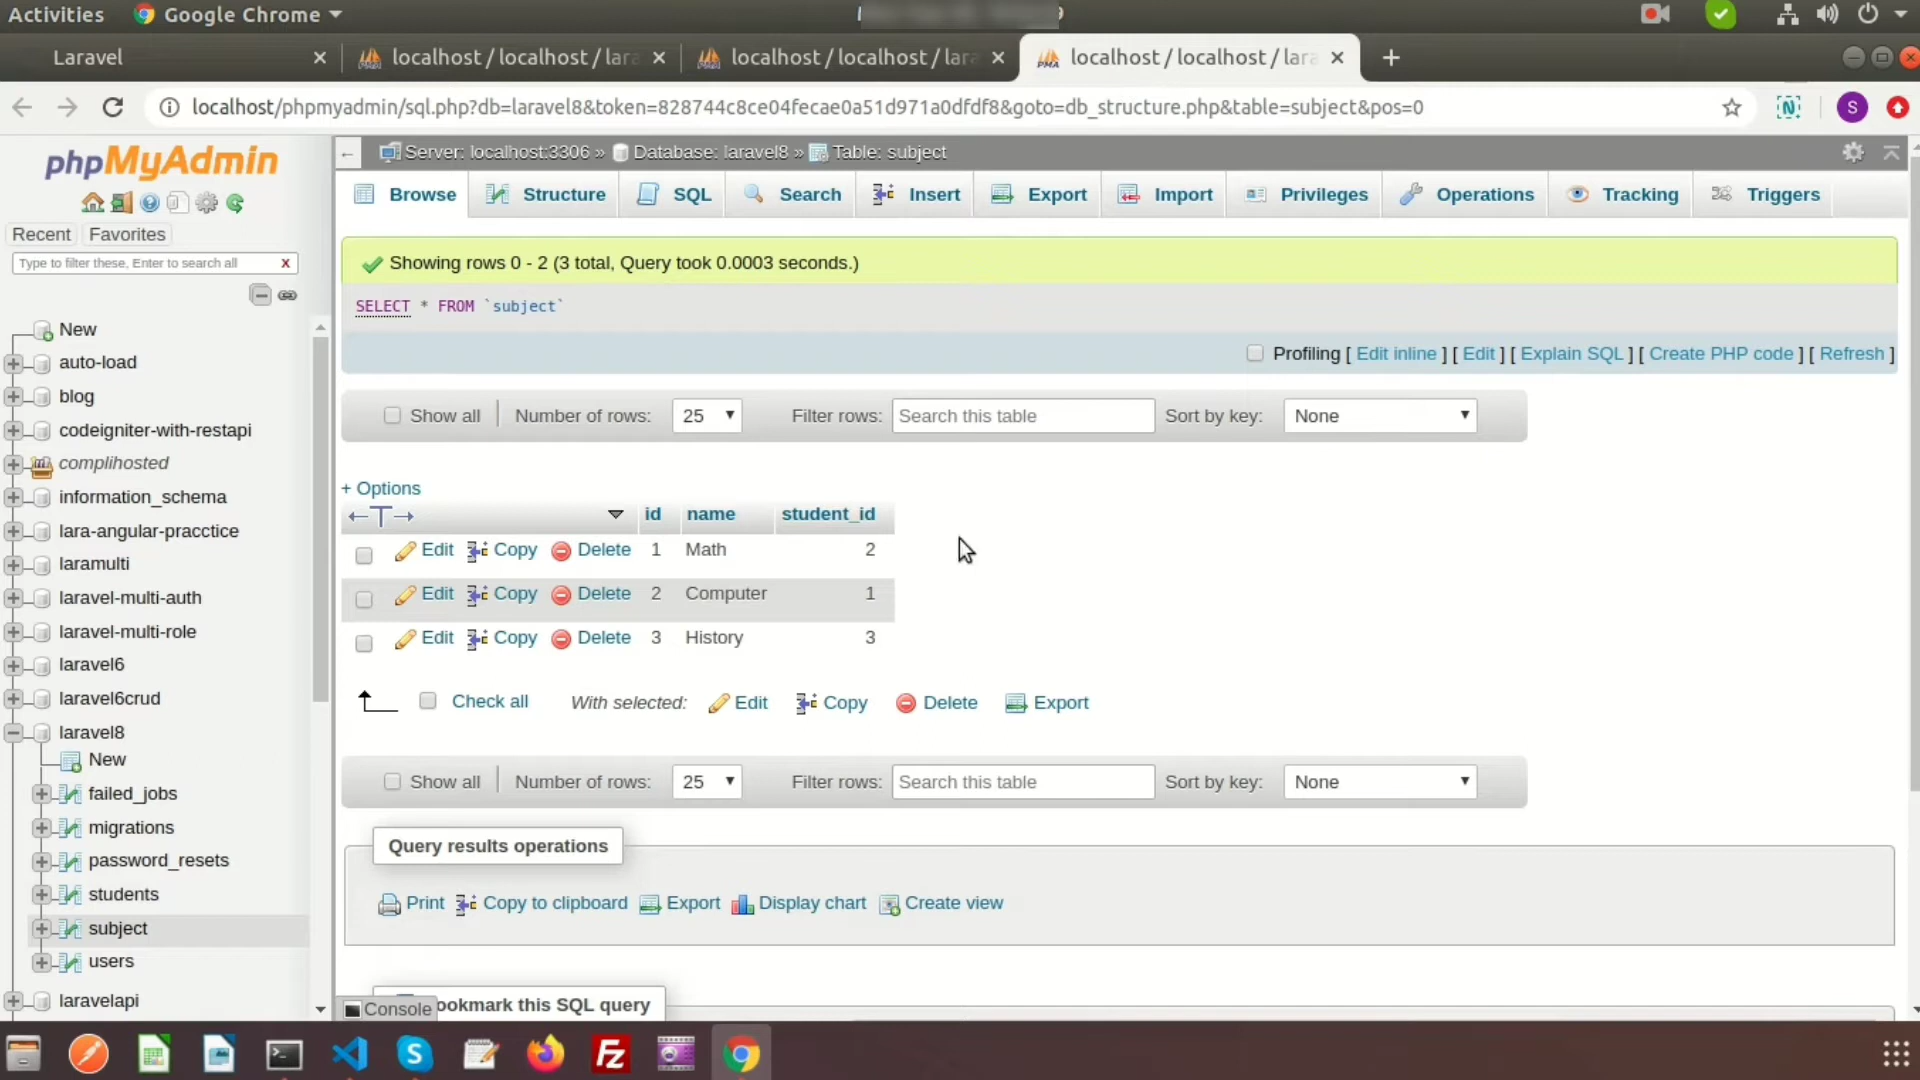 Activities Google Chrome
Laravel localhost / localhost / lara localhost / localhost / lara localhost / localhost / lara
localhost/phpmyadmin/sql.php?db=laravel8&token=828744c8ce04fecae0a51d971a0dfdf8&goto=db_structure.php&table=subject&pos=0 S
phpMyAdmin
Recent Favorites
Type to filter these, Enter to search all X
New
auto-load
blog
codeigniter-with-restapi
complihosted
information_schema
lara-angular-pracctice
laramulti
laravel-multi-auth
laravel-multi-role
laravel6
laravel6crud
laravel8
New
failed_jobs
migrations
password_resets
students
subject
users
laravelapi
Server: localhost:3306 » Database: laravel8 » Table: subject
Browse Structure SQL Search Insert Export Import Privileges Operations Tracking Triggers
Showing rows 0 - 2 (3 total, Query took 0.0003 seconds.)
SELECT * FROM `subject`
Profiling [ Edit inline ] [ Edit ] [ Explain SQL ] [ Create PHP code ] [ Refresh ]
Show all Number of rows: 25 Filter rows: Search this table Sort by key: None
+ Options
id name student_id
Edit Copy Delete 1 Math 2
Edit Copy Delete 2 Computer 1
Edit Copy Delete 3 History 3
Check all With selected: Edit Copy Delete Export
Show all Number of rows: 25 Filter rows: Search this table Sort by key: None
Query results operations
Print Copy to clipboard Export Display chart Create view
Console ookmark this SQL query